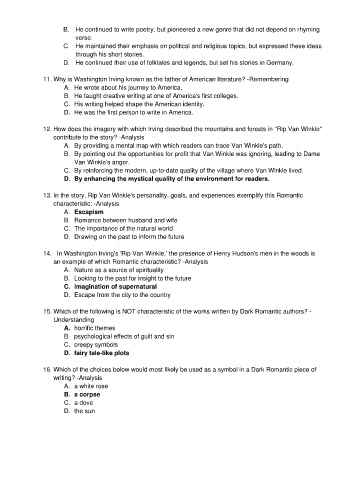 B. He continued to write poetry, but pioneered a new genre that did not depend on rhyming
verse.
C. He maintained their emphasis on political and religious topics, but expressed these ideas
through his short stories.
D. He continued their use of folktales and legends, but set his stories in Germany.
11. Why is Washington Irving known as the father of American literature? -Remembering
A. He wrote about his journey to America.
B. He taught creative writing at one of America's first colleges.
C. His writing helped shape the American identity.
D. He was the first person to write in America.
12. How does the imagery with which Irving described the mountains and forests in "Rip Van Winkle"
contribute to the story? -Analysis
A. By providing a mental map with which readers can trace Van Winkle's path.
B. By pointing out the opportunities for profit that Van Winkle was ignoring, leading to Dame
Van Winkle's anger.
C. By reinforcing the modern, up-to-date quality of the village where Van Winkle lived.
D. By enhancing the mystical quality of the environment for readers.
13. In the story, Rip Van Winkle's personality, goals, and experiences exemplify this Romantic
characteristic: -Analysis
A. Escapism
B. Romance between husband and wife
C. The importance of the natural world
D. Drawing on the past to inform the future
14. In Washington Irving's 'Rip Van Winkle,' the presence of Henry Hudson's men in the woods is
an example of which Romantic characteristic? -Analysis
A. Nature as a source of spirituality
B. Looking to the past for insight to the future
C. Imagination of supernatural
D. Escape from the city to the country
15. Which of the following is NOT characteristic of the works written by Dark Romantic authors? -
Understanding
A. horrific themes
B. psychological effects of guilt and sin
C. creepy symbols
D. fairy tale-like plots
16. Which of the choices below would most likely be used as a symbol in a Dark Romantic piece of
writing? -Analysis
A. a white rose
B. a corpse
C. a dove
D. the sun